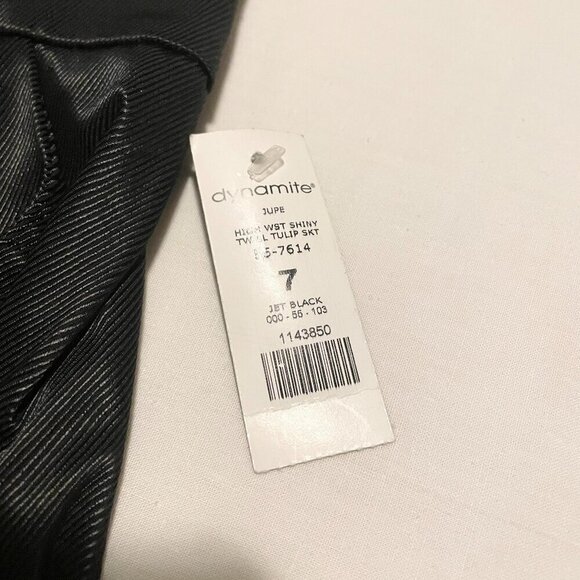 dynamite®
JUPE
HIGH WST SHINY
TWILL TULIP SKT
55-7614
7
JET BLACK
000 - 55 - 103
1143850